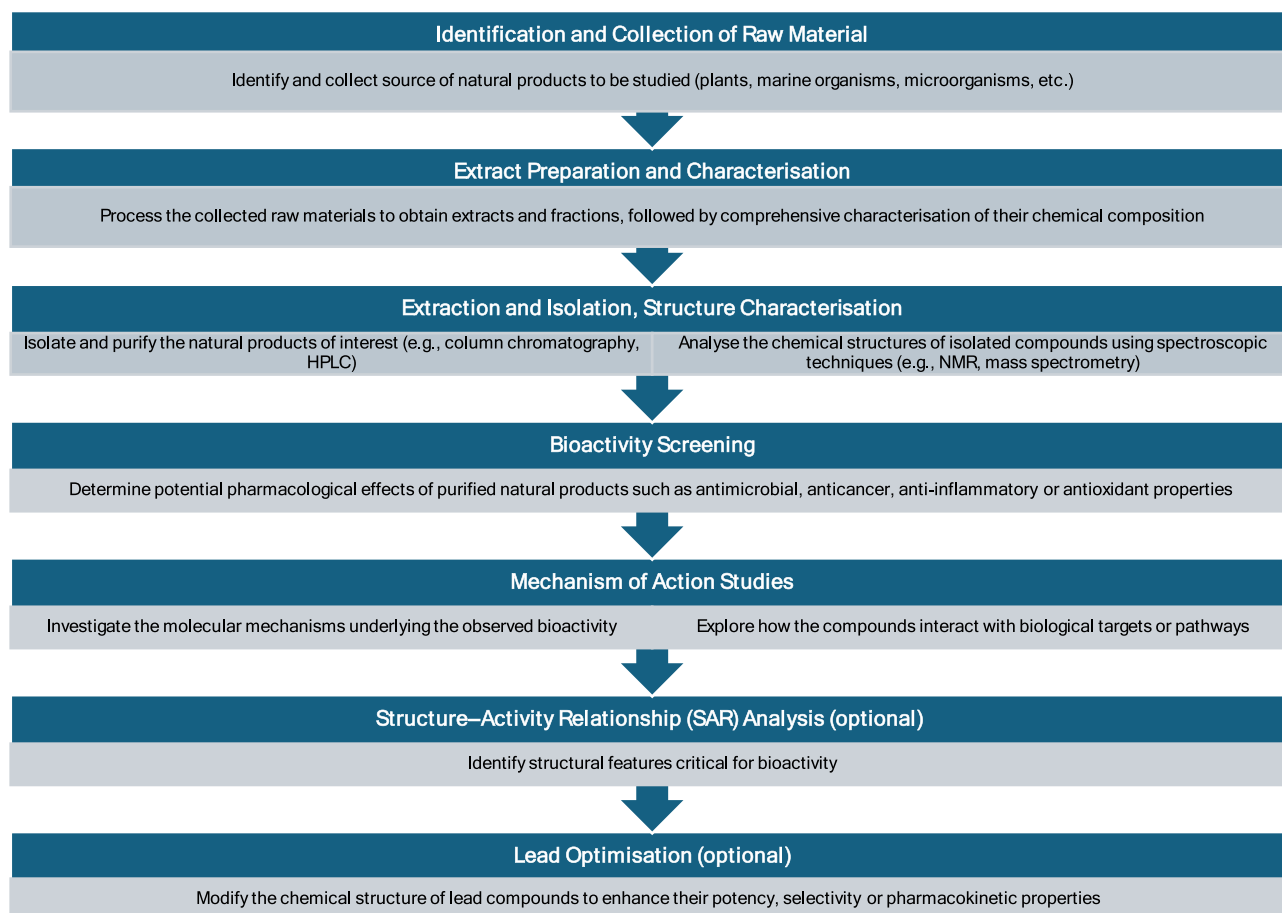 Identification and Collection of Raw Material
Identify and collect source of natural products to be studied (plants, marine organisms, microorganisms, etc.)
Extract Preparation and Characterisation
Process the collected raw materials to obtain extracts and fractions, followed by comprehensive characterisation of their chemical composition
Extraction and Isolation, Structure Characterisation
Isolate and purify the natural products of interest (e.g., column chromatography,
HPLC)
Analyse the chemical structures of isolated compounds using spectroscopic
techniques (e.g., NMR, mass spectrometry)
Bioactivity Screening
Determine potential pharmacological effects of purified natural products such as antimicrobial, anticancer, anti-inflammatory or antioxidant properties
Mechanism of Action Studies
Investigate the molecular mechanisms underlying the observed bioactivity
Explore how the compounds interact with biological targets or pathways
Structure–Activity Relationship (SAR) Analysis (optional)
Identify structural features critical for bioactivity
Lead Optimisation (optional)
Modify the chemical structure of lead compounds to enhance their potency, selectivity or pharmacokinetic properties